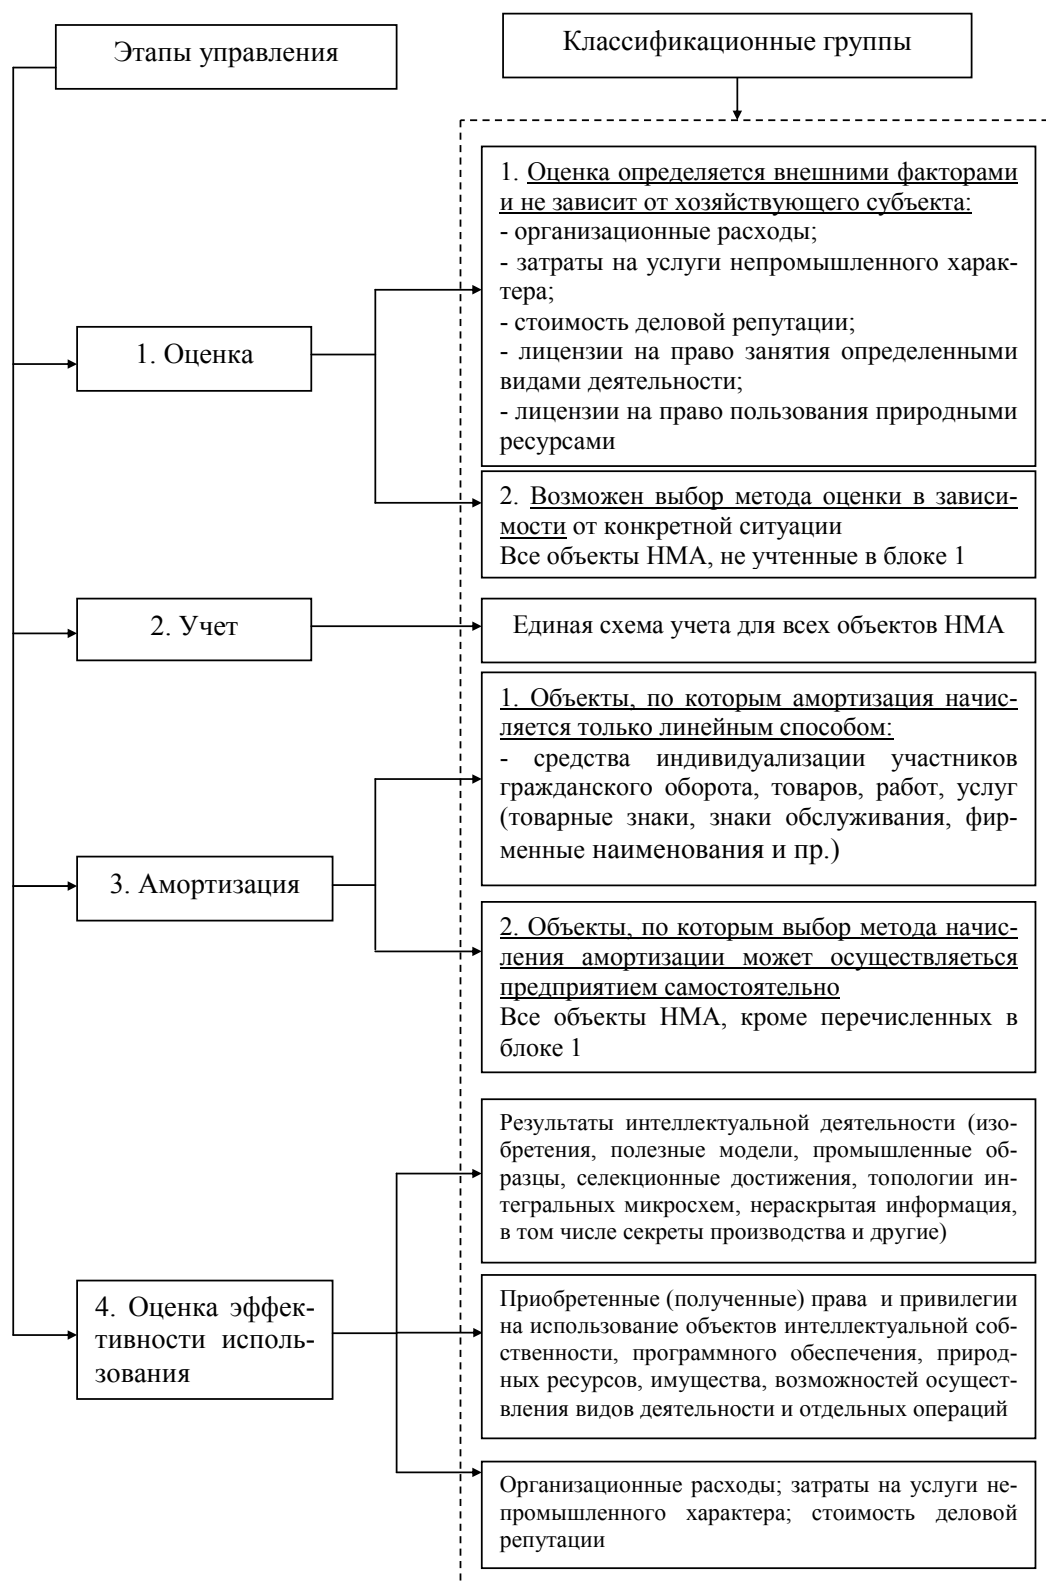 Этапы управления
Классификационные группы
1. Оценка
1. Оценка определяется внешними факторами
и не зависит от хозяйствующего субъекта:
- организационные расходы;
- затраты на услуги непромышленного харак-
тера;
- стоимость деловой репутации;
- лицензии на право занятия определенными
видами деятельности;
- лицензии на право пользования природными
ресурсами
2. Возможен выбор метода оценки в зависи-
мости от конкретной ситуации
Все объекты НМА, не учтенные в блоке 1
2. Учет
Единая схема учета для всех объектов НМА
3. Амортизация
1. Объекты, по которым амортизация начис-
ляется только линейным способом:
- средства индивидуализации участников
гражданского оборота, товаров, работ, услуг
(товарные знаки, знаки обслуживания, фир-
менные наименования и пр.)
2. Объекты, по которым выбор метода начис-
ления амортизации может осуществляеться
предприятием самостоятельно
Все объекты НМА, кроме перечисленных в
блоке 1
4. Оценка эффек-
тивности исполь-
зования
Результаты интеллектуальной деятельности (изо-
бретения, полезные модели, промышленные об-
разцы, селекционные достижения, топологии ин-
тегральных микросхем, нераскрытая информация,
в том числе секреты производства и другие)
Приобретенные (полученные) права и привилегии
на использование объектов интеллектуальной соб-
ственности, программного обеспечения, природ-
ных ресурсов, имущества, возможностей осущест-
вления видов деятельности и отдельных операций
Организационные расходы; затраты на услуги не-
промышленного характера; стоимость деловой
репутации